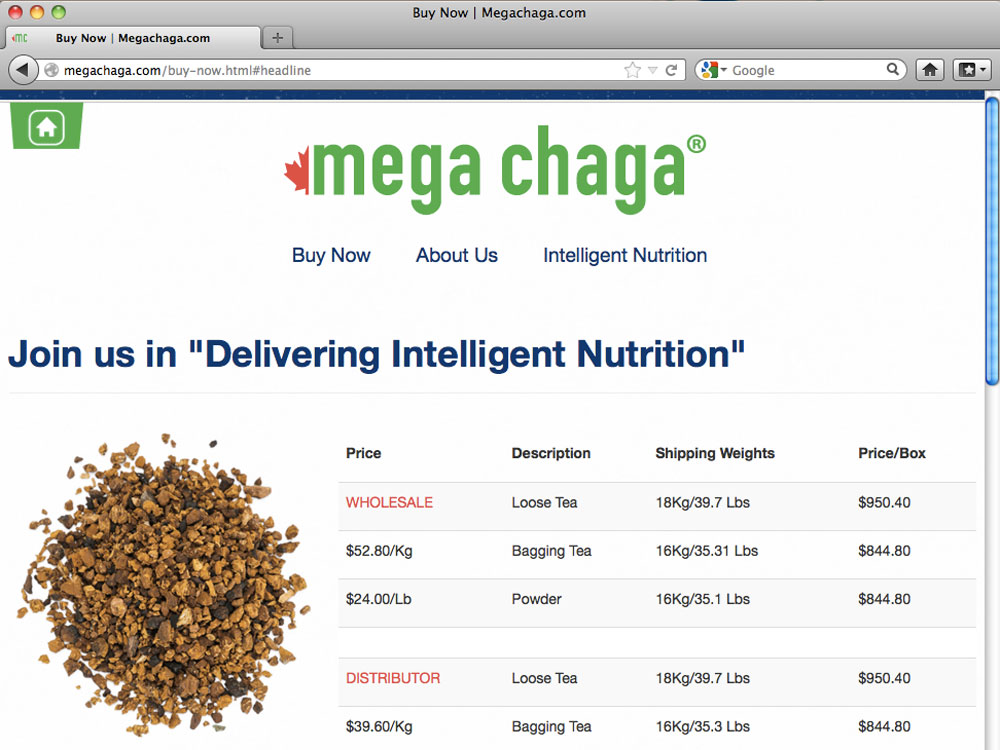 Buy Now | Megachaga.com
MC Buy Now | Megachaga.com +
megachaga.com/buy-now.html#headline Google
mega chaga®
Buy Now About Us Intelligent Nutrition
Join us in "Delivering Intelligent Nutrition"
Price Description Shipping Weights Price/Box
WHOLESALE Loose Tea 18Kg/39.7 Lbs $950.40
$52.80/Kg Bagging Tea 16Kg/35.31 Lbs $844.80
$24.00/Lb Powder 16Kg/35.1 Lbs $844.80
DISTRIBUTOR Loose Tea 18Kg/39.7 Lbs $950.40
$39.60/Kg Bagging Tea 16Kg/35.3 Lbs $844.80